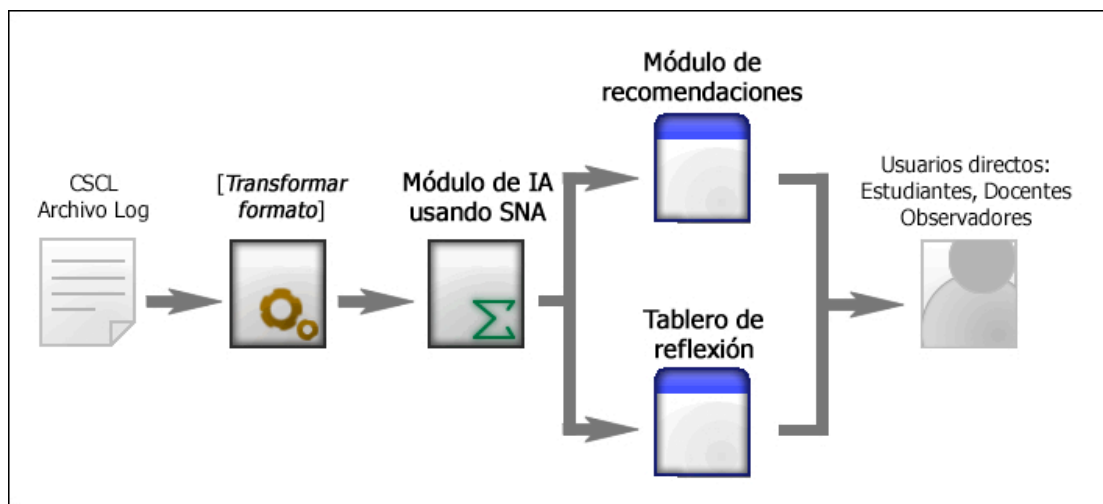 CSCL
Archivo Log
[Transformar
formato]
Módulo de IA
usando SNA
Módulo de
recomendaciones
Tablero de
reflexión
Usuarios directos:
Estudiantes, Docentes
Observadores